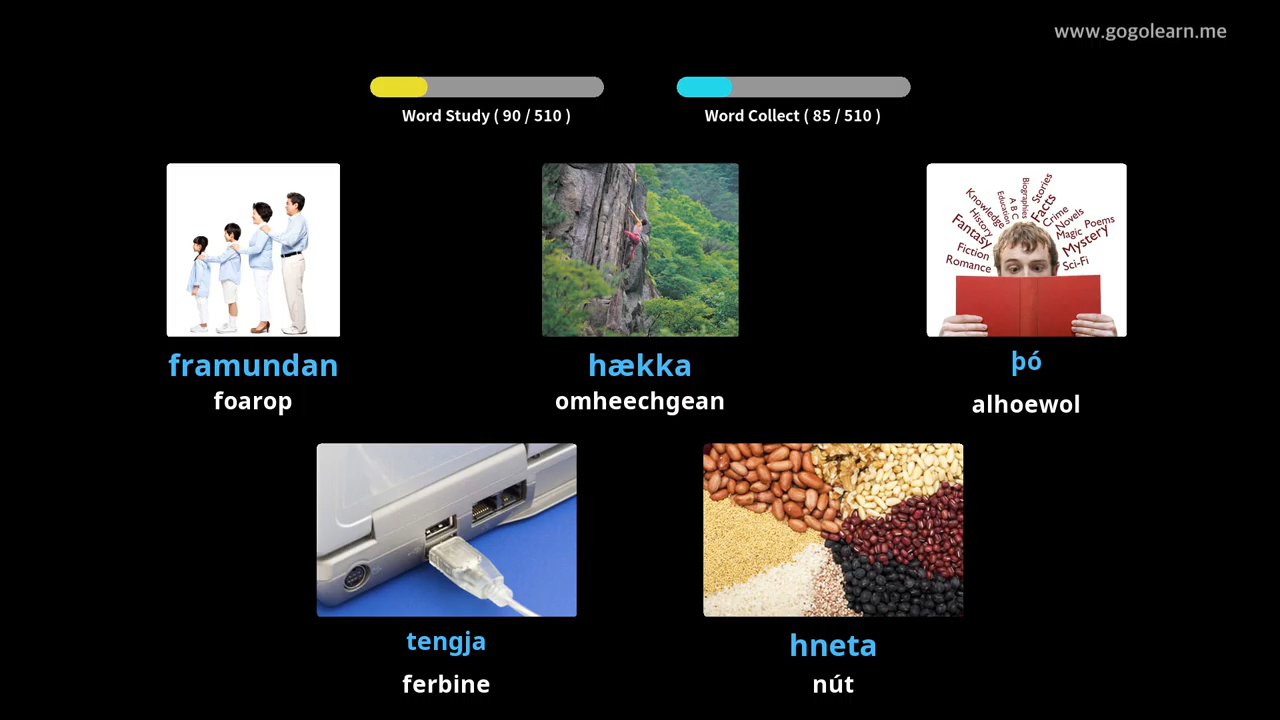 www.gogolearn.me
Word Study ( 90 / 510 )
Word Collect ( 85 / 510 )
Knowledge
History
Fantasy
Fiction
Romance
Education
A B C
Biographies
Stories
Facts
Crime
Novels
Magic
Poems
Mystery
Sci-Fi
framundan
foarop
hækka
omheechgean
þó
alhoewol
tengja
ferbine
hneta
nút